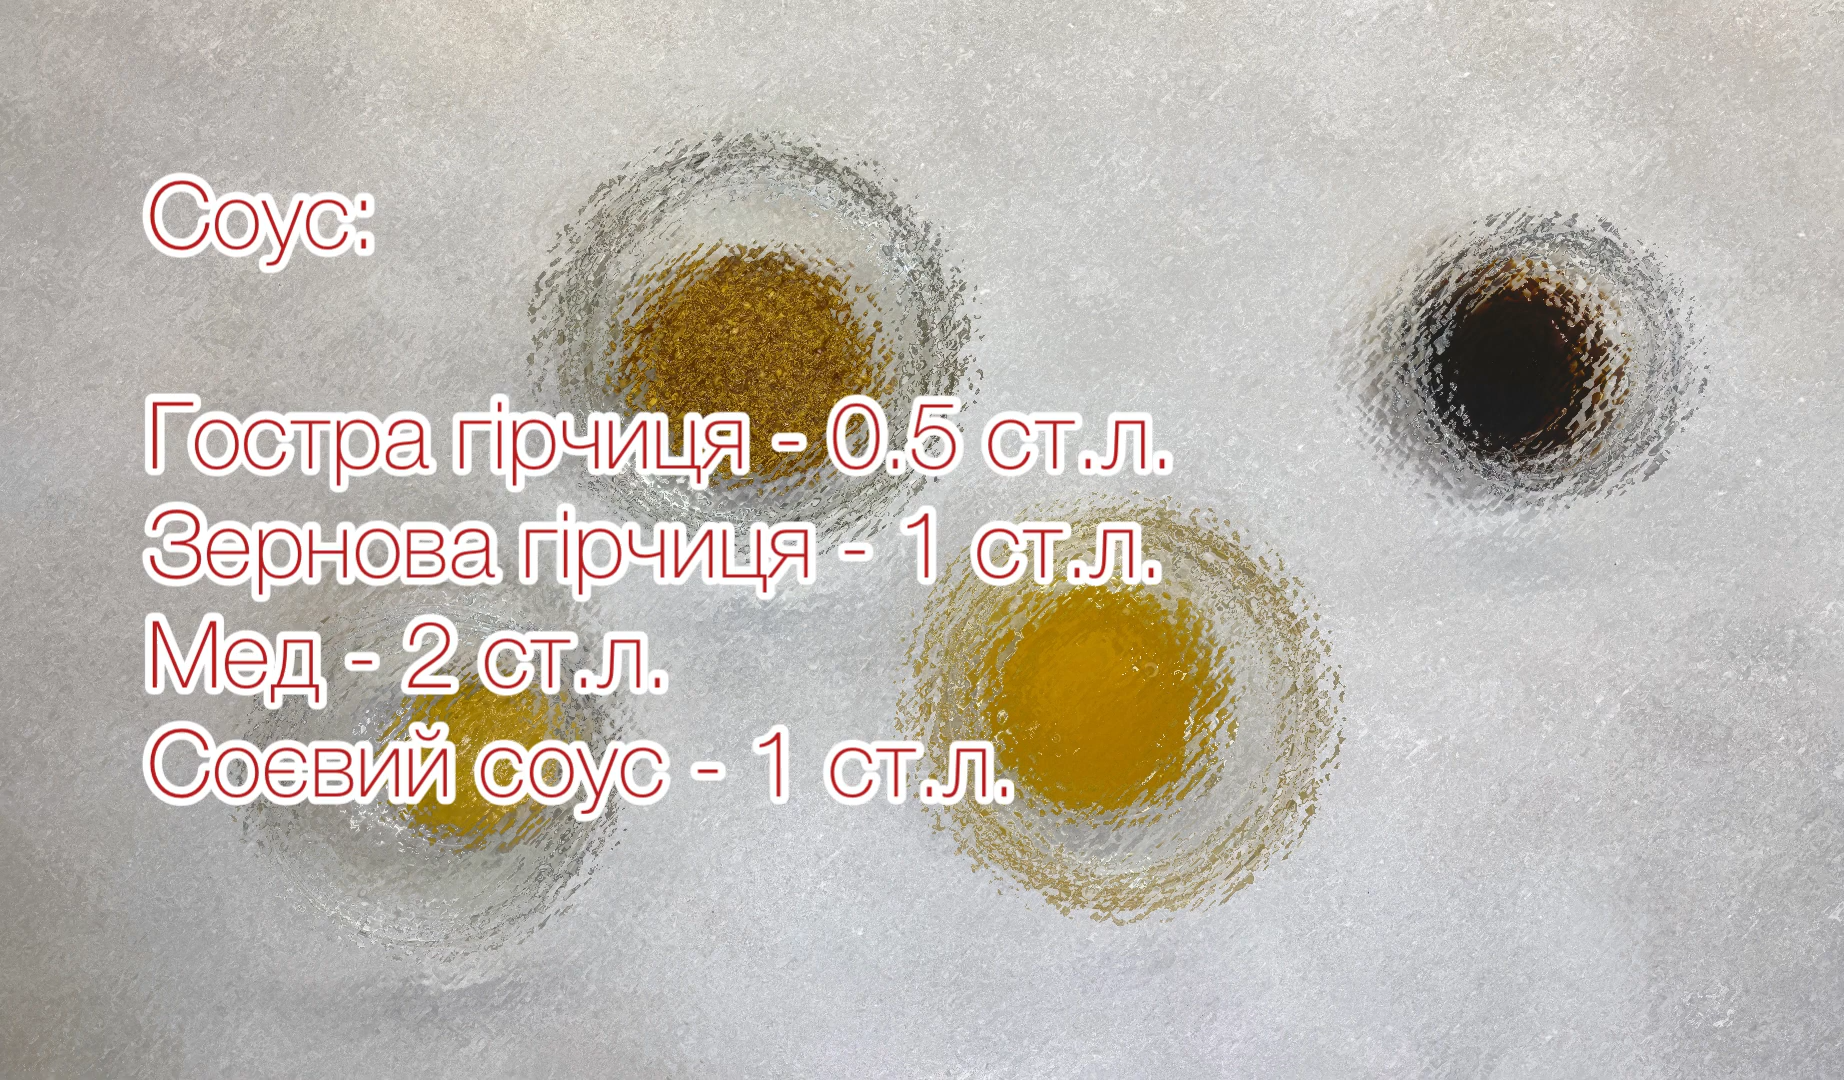 Соус:
Гостра гірчиця - 0.5 ст.л.
Зернова гірчиця - 1 ст.л.
Мед - 2 ст.л.
Соєвий соус - 1 ст.л.